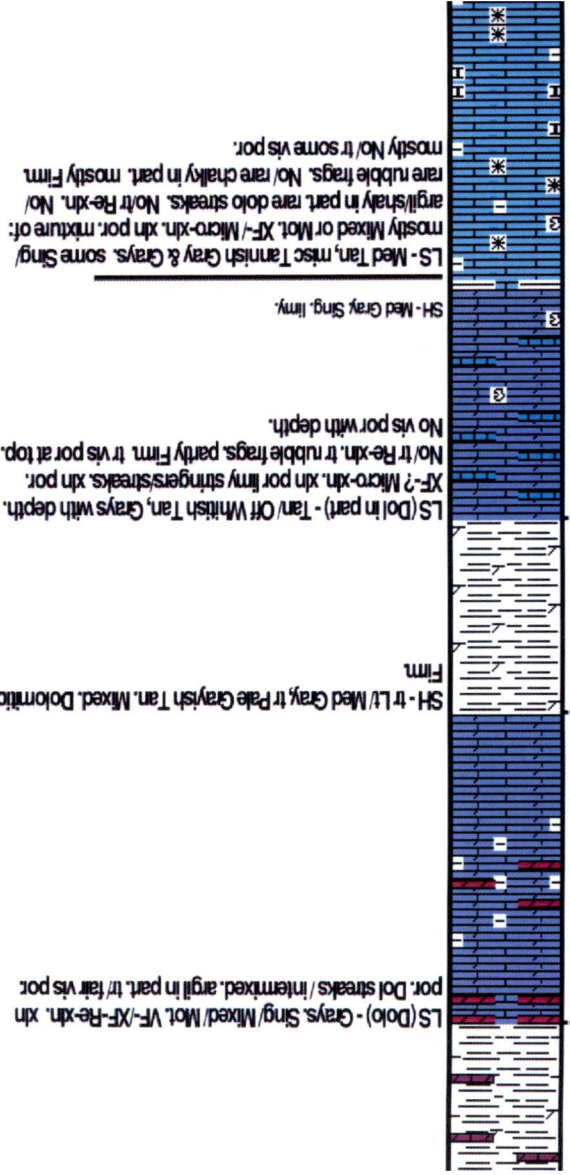 LS (Dolo) - Grays. Sing/ Mixed/ Mot. VF-/XF-Re-xln. xln
por. Dol streaks / intermixed. argil in part. tr/ fair vis por.
SH - tr Lt/ Med Gray, tr Pale Grayish Tan. Mixed. Dolomitic
Firm.
LS (Dol in part) - Tan/ Off Whitish Tan, Grays with depth.
XF-? Micro-xln. xln por limy stringers/streaks. xln por.
No/ tr Re-xln. tr rubble frags. partly Firm. tr vis por at top.
No vis por with depth.
SH - Med Gray. Sing. limy.
LS - Med Tan, misc Tannish Gray & Grays. some Sing/
mostly Mixed or Mot. XF-/ Micro-xln. xln por. mixture of:
argil/shaly in part. rare dolo streaks. No/tr Re-xln. No/
rare rubble frags. No/ rare chalky in part. mostly Firm.
mostly No/ tr some vis por.